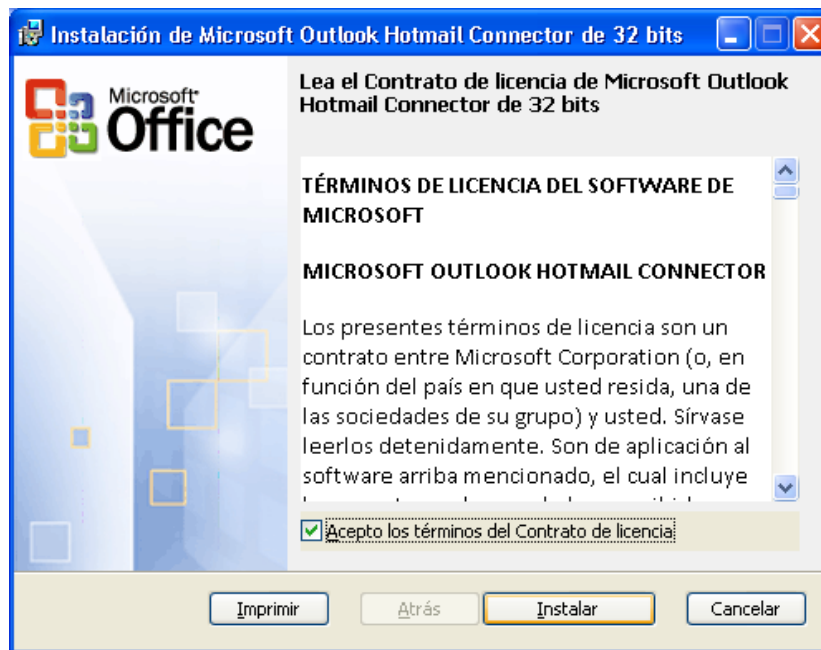 Instalación de Microsoft Outlook Hotmail Connector de 32 bits
Microsoft
Office
Lea el Contrato de licencia de Microsoft Outlook
Hotmail Connector de 32 bits
TÉRMINOS DE LICENCIA DEL SOFTWARE DE
MICROSOFT
MICROSOFT OUTLOOK HOTMAIL CONNECTOR
Los presentes términos de licencia son un
contrato entre Microsoft Corporation (o, en
función del país en que usted resida, una de
las sociedades de su grupo) y usted. Sírvase
leerlos detenidamente. Son de aplicación al
software arriba mencionado, el cual incluye
Acepto los términos del Contrato de licencia
Imprimir
Atrás
Instalar
Cancelar